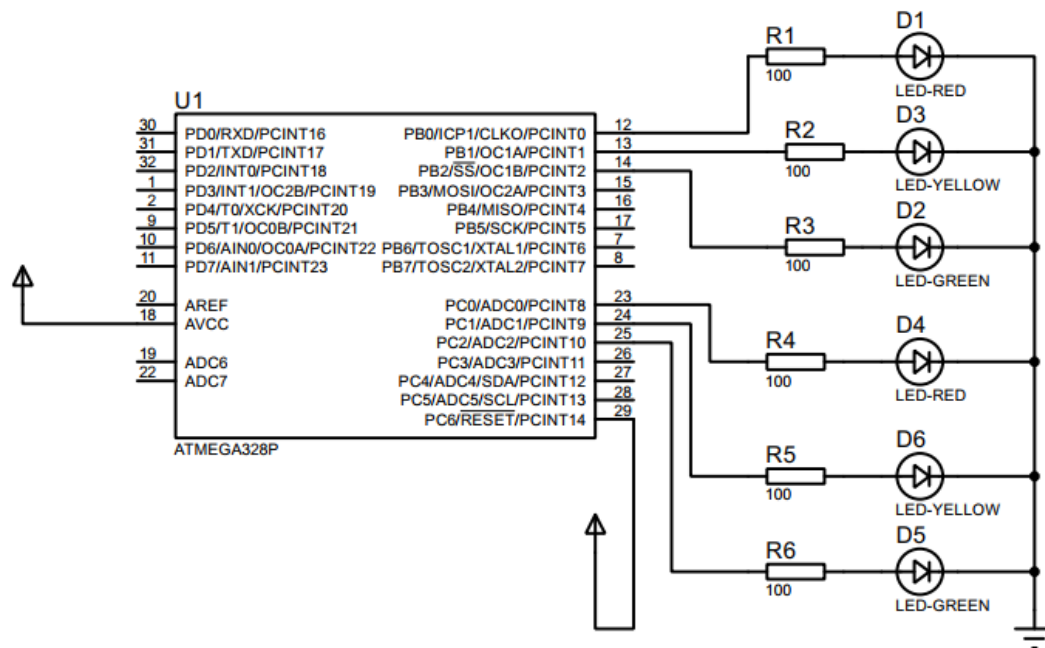 U1
30 PD0/RXD/PCINT16
31 PD1/TXD/PCINT17
32 PD2/INT0/PCINT18
1 PD3/INT1/OC2B/PCINT19
2 PD4/T0/XCK/PCINT20
9 PD5/T1/OC0B/PCINT21
10 PD6/AIN0/OC0A/PCINT22
11 PD7/AIN1/PCINT23
20 AREF
18 AVCC
19 ADC6
22 ADC7
PB0/ICP1/CLKO/PCINT0 12
PB1/OC1A/PCINT1 13
PB2/SS/OC1B/PCINT2 14
PB3/MOSI/OC2A/PCINT3 15
PB4/MISO/PCINT4 16
PB5/SCK/PCINT5 17
PB6/TOSC1/XTAL1/PCINT6 7
PB7/TOSC2/XTAL2/PCINT7 8
PC0/ADC0/PCINT8 23
PC1/ADC1/PCINT9 24
PC2/ADC2/PCINT10 25
PC3/ADC3/PCINT11 26
PC4/ADC4/SDA/PCINT12 27
PC5/ADC5/SCL/PCINT13 28
PC6/RESET/PCINT14 29
ATMEGA328P
R1
100
D1
LED-RED
R2
100
D3
LED-YELLOW
R3
100
D2
LED-GREEN
R4
100
D4
LED-RED
R5
100
D6
LED-YELLOW
R6
100
D5
LED-GREEN